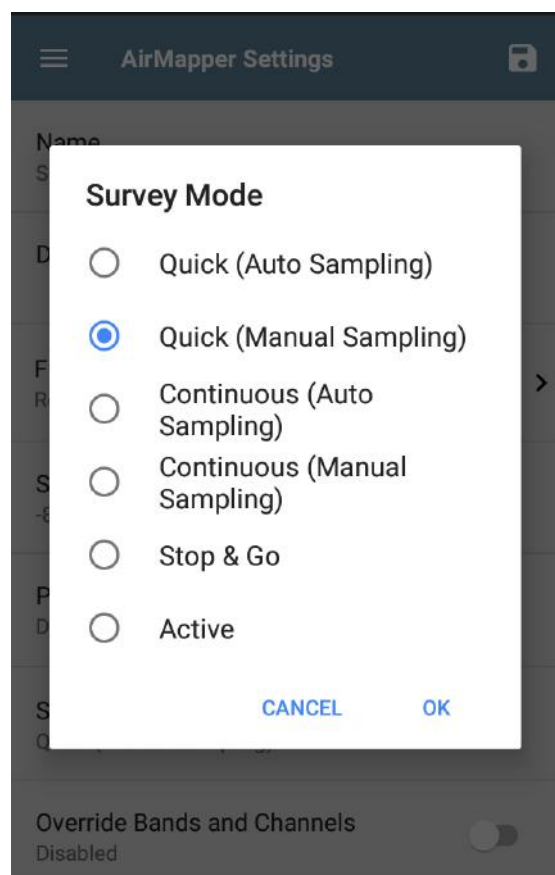 AirMapper Settings
Name
Survey Mode
Quick (Auto Sampling)
Quick (Manual Sampling)
Continuous (Auto
Sampling)
Continuous (Manual
Sampling)
Stop & Go
Active
CANCEL
OK
Override Bands and Channels
Disabled